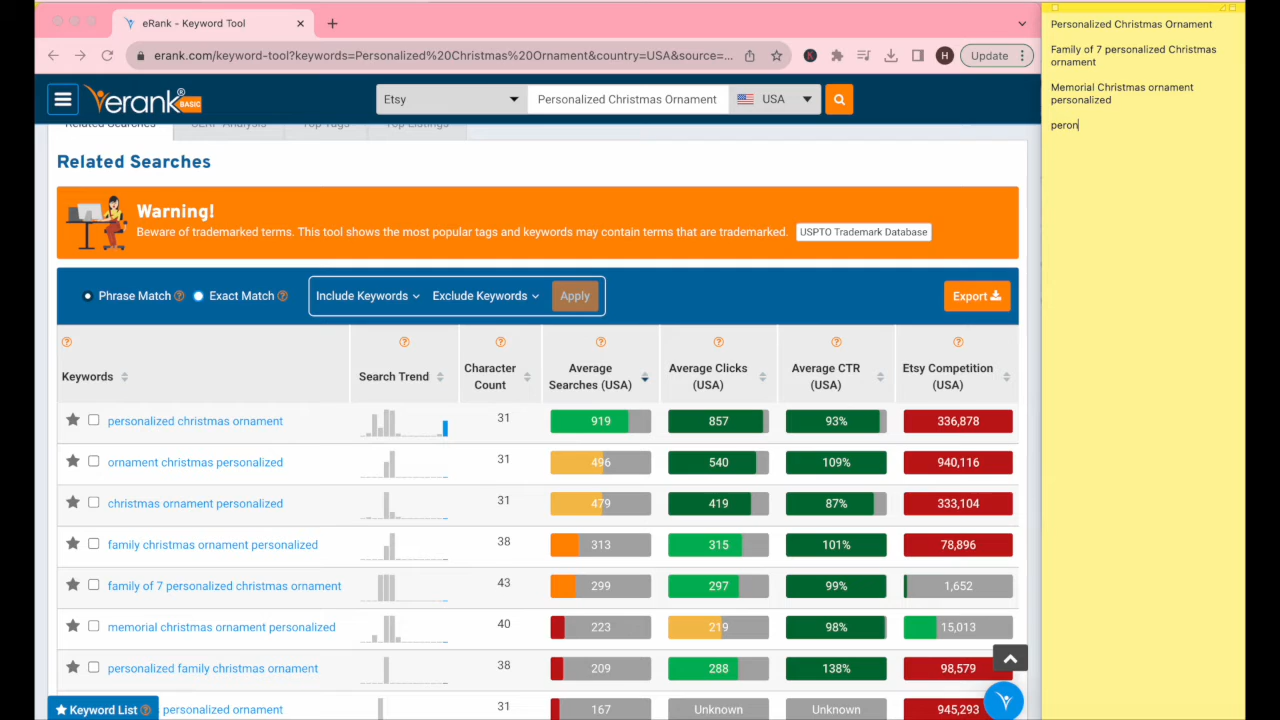 eRank - Keyword Tool
erank.com/keyword-tool?keywords=Personalized%20Christmas%20Ornament&country=USA&source=...
H
Update
erank®
BASIC
Etsy
Personalized Christmas Ornament
USA
Related Searches
SERP Analysis
Top Tags
Top Listings
Related Searches
Warning!
Beware of trademarked terms. This tool shows the most popular tags and keywords may contain terms that are trademarked.
USPTO Trademark Database
Phrase Match
Exact Match
Include Keywords
Exclude Keywords
Apply
Export
Keywords
Search Trend
Character
Count
Average
Searches (USA)
Average Clicks
(USA)
Average CTR
(USA)
Etsy Competition
(USA)
personalized christmas ornament 31 919 857 93% 336,878
ornament christmas personalized 31 496 540 109% 940,116
christmas ornament personalized 31 479 419 87% 333,104
family christmas ornament personalized 38 313 315 101% 78,896
family of 7 personalized christmas ornament 43 299 297 99% 1,652
memorial christmas ornament personalized 40 223 219 98% 15,013
personalized family christmas ornament 38 209 288 138% 98,579
personalized ornament 31 167 Unknown Unknown 945,293
Keyword List
Personalized Christmas Ornament
Family of 7 personalized Christmas
ornament
Memorial Christmas ornament
personalized
peron